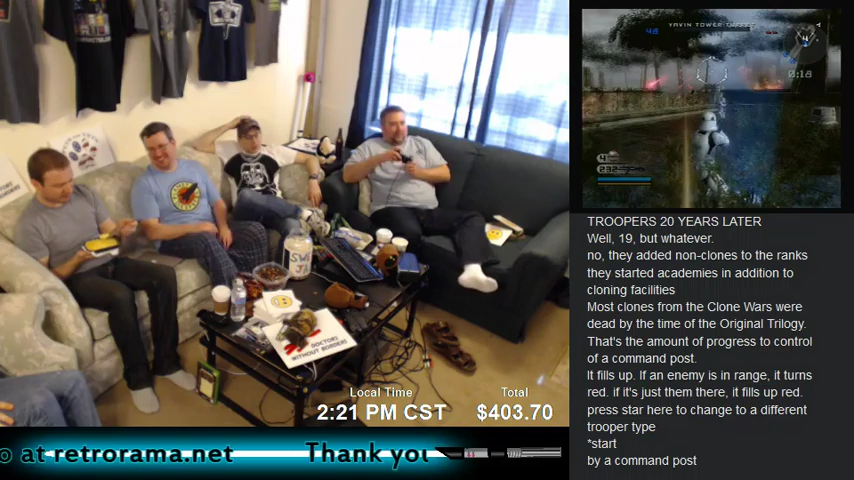 YAVIN TOWER
48
0:18
4
232
TROOPERS 20 YEARS LATER
Well, 19, but whatever.
no, they added non-clones to the ranks
they started academies in addition to
cloning facilities
Most clones from the Clone Wars were
dead by the time of the Original Trilogy.
That's the amount of progress to control
of a command post.
It fills up. If an enemy is in range, it turns
red. if it's just them there, it fills up red.
press star here to change to a different
trooper type
*start
by a command post
DOCTORS
WITHOUT BORDERS
Local Time
2:21 PM CST
Total
$403.70
o at retrorama.net
Thank you